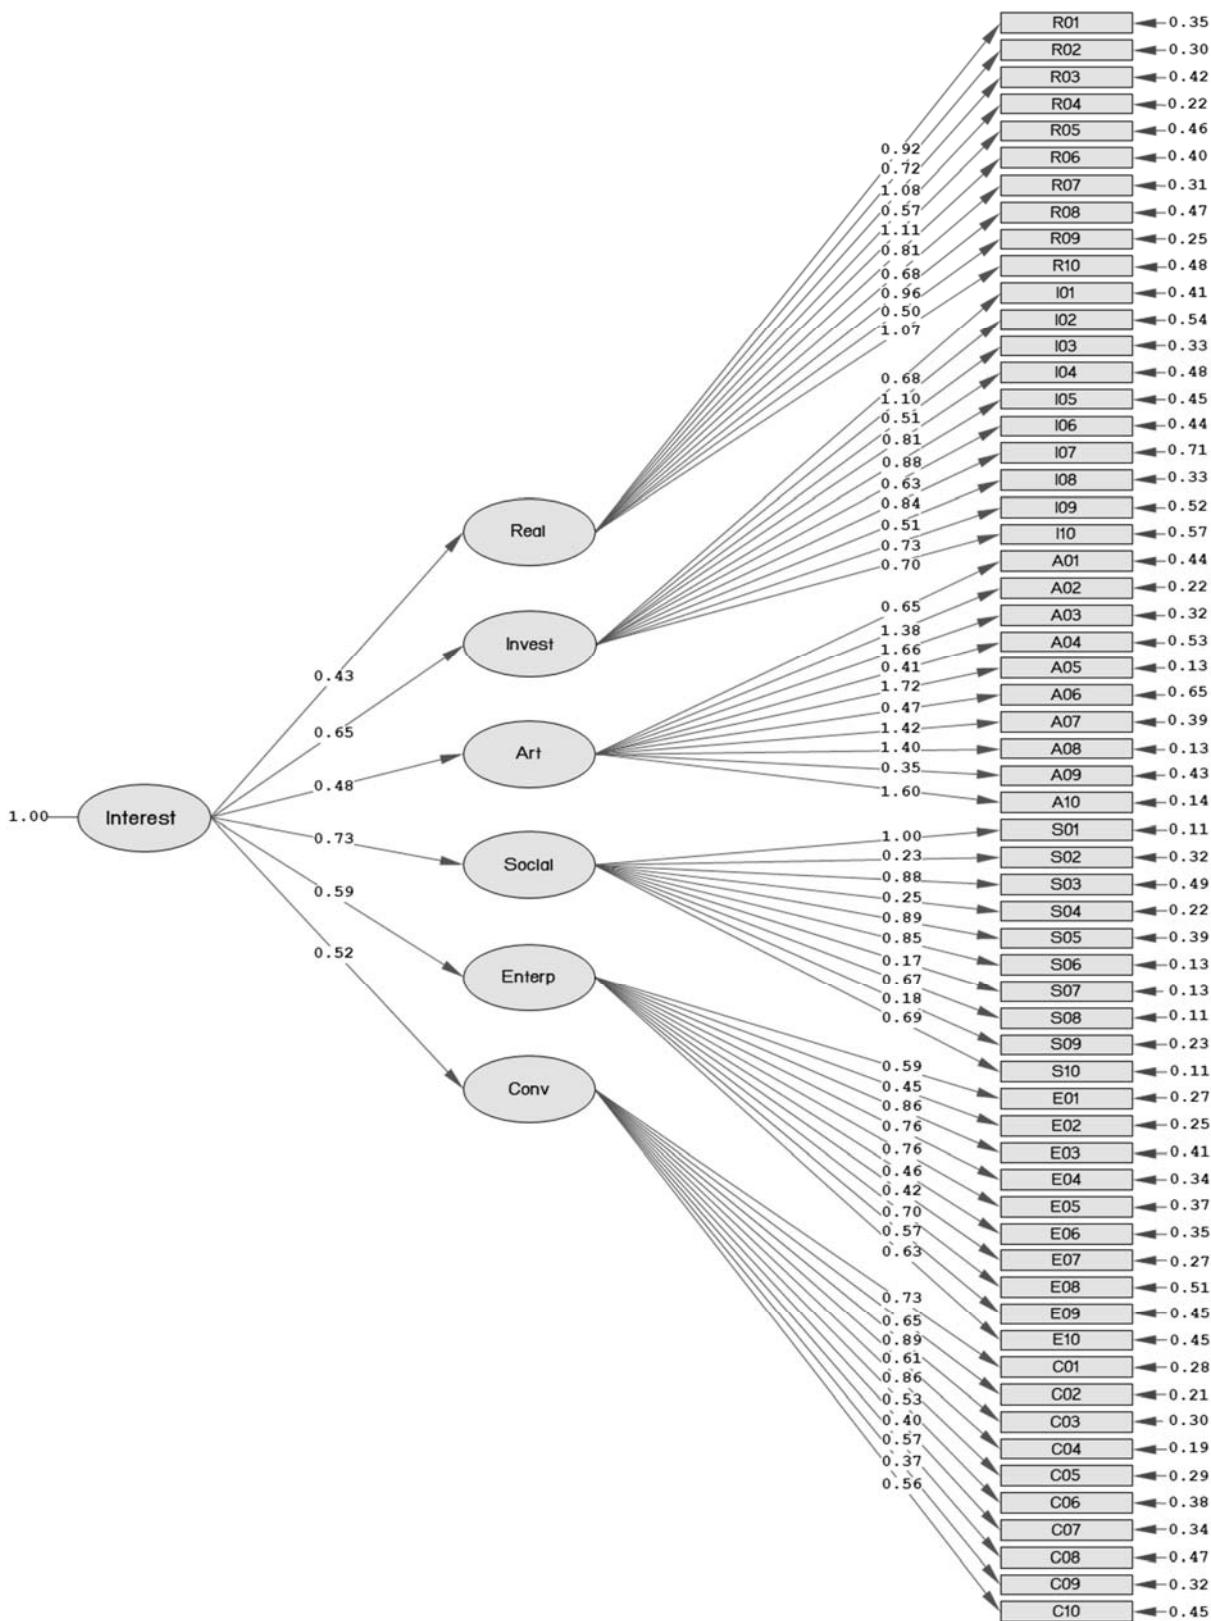 R01 0.35
R02 0.30
R03 0.42
R04 0.22
R05 0.46
0.92
R06 0.40
0.72
R07 0.31
1.08
R08 0.47
0.57
1.11
R09 0.25
0.81
R10 0.48
0.68
I01 0.41
0.96
0.50
I02 0.54
1.07
I03 0.33
I04 0.48
0.68
I05 0.45
1.10
0.51
I06 0.44
0.81
I07 0.71
0.88
I08 0.33
0.63
0.84
I09 0.52
0.51
Real
I10 0.57
0.73
0.70
A01 0.44
A02 0.22
0.65
A03 0.32
1.38
A04 0.53
Invest
1.66
0.41
A05 0.13
0.43
1.72
A06 0.65
0.47
A07 0.39
1.42
0.65
A08 0.13
1.40
Art
0.35
A09 0.43
0.48
1.60
A10 0.14
1.00
Interest
S01 0.11
1.00
0.73
0.23
S02 0.32
Social
0.88
S03 0.49
0.59
0.25
S04 0.22
0.89
S05 0.39
0.85
0.52
0.17
S06 0.13
Enterp
0.67
S07 0.13
0.18
0.69
S08 0.11
S09 0.23
0.59
S10 0.11
0.45
Conv
E01 0.27
0.86
0.76
E02 0.25
0.76
E03 0.41
0.46
E04 0.34
0.42
E05 0.37
0.70
0.57
E06 0.35
0.63
E07 0.27
E08 0.51
0.73
E09 0.45
0.65
0.89
E10 0.45
0.61
C01 0.28
0.86
C02 0.21
0.53
0.40
C03 0.30
0.57
C04 0.19
0.37
C05 0.29
0.56
C06 0.38
C07 0.34
C08 0.47
C09 0.32
C10 0.45